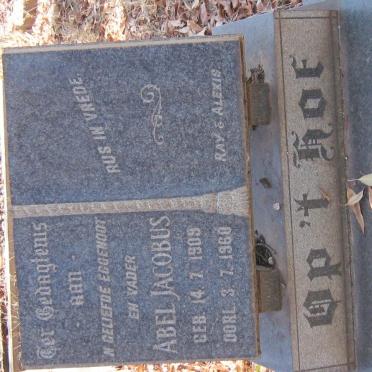 Ter Gedagtenis
aan
'N GELIEFDE EGGENOOT
EN VADER
ABEL JACOBUS
GEB. 14. 7. 1909
OORL. 3. 7. 1960
RUS IN VREDE.
RAY & ALEXIS
Op't Hof